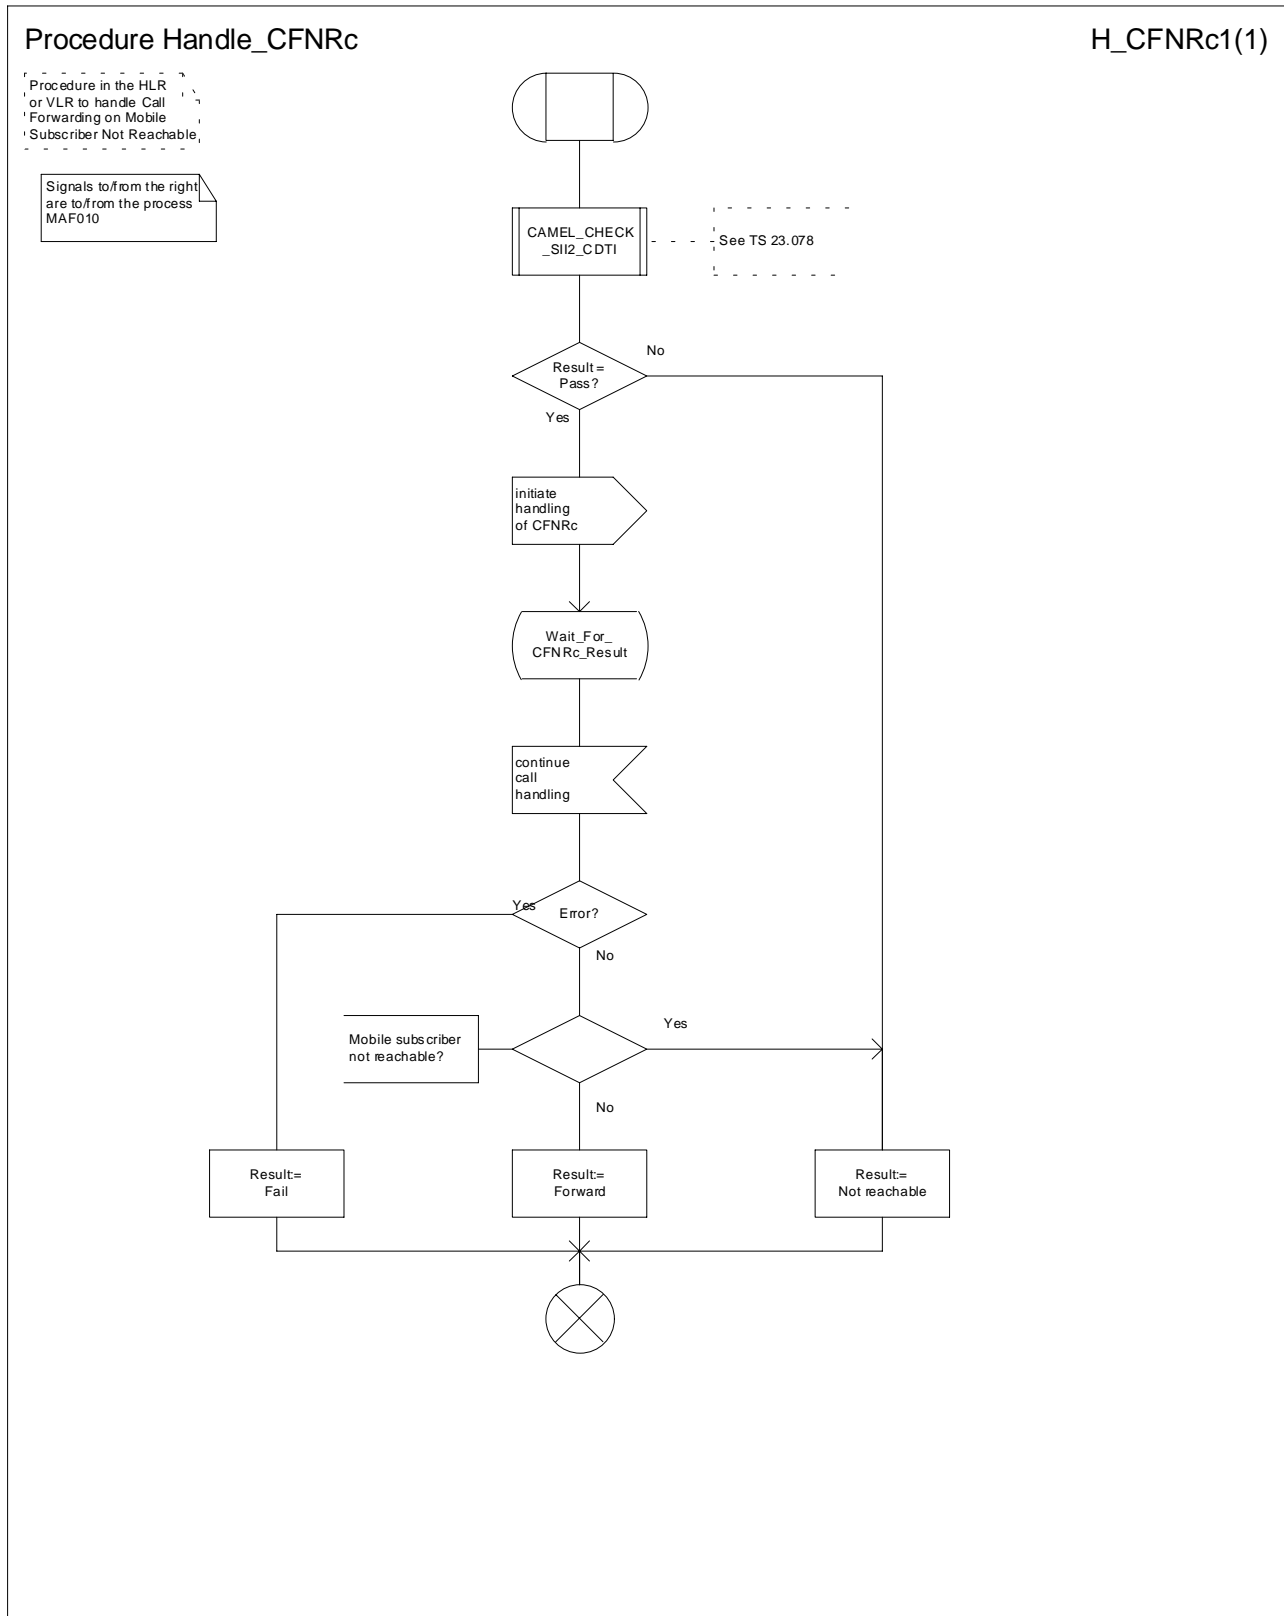 Procedure Handle_CFNRc
H_CFNRc1(1)
Procedure in the HLR
or VLR to handle Call
Forwarding on Mobile
Subscriber Not Reachable
Signals to/from the right
are to/from the process
MAF010
CAMEL_CHECK
_SII2_CDTI
See TS 23.078
Result =
Pass?
No
Yes
initiate
handling
of CFNRc
Wait_For_
CFNRc_Result
continue
call
handling
Error?
Yes
No
Mobile subscriber
not reachable?
Yes
No
Result:=
Fail
Result:=
Forward
Result:=
Not reachable